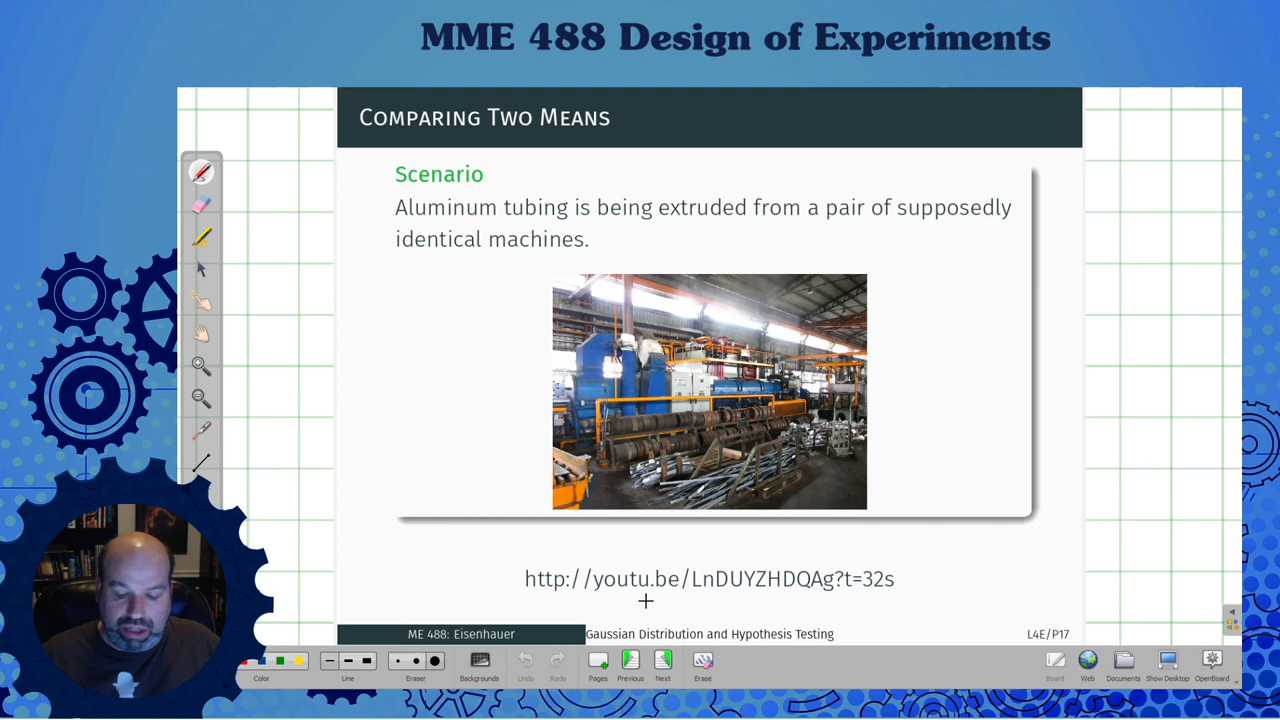 MME 488 Design of Experiments
Comparing Two Means
Scenario
Aluminum tubing is being extruded from a pair of supposedly
identical machines.
http://youtu.be/LnDUYZHDQAg?t=32s
ME 488: Eisenhauer
Gaussian Distribution and Hypothesis Testing
L4E/P17
Color
Line
Eraser
Backgrounds
Undo
Redo
Pages
Previous
Next
Erase
Board
Web
Documents
Show Desktop
OpenBoard